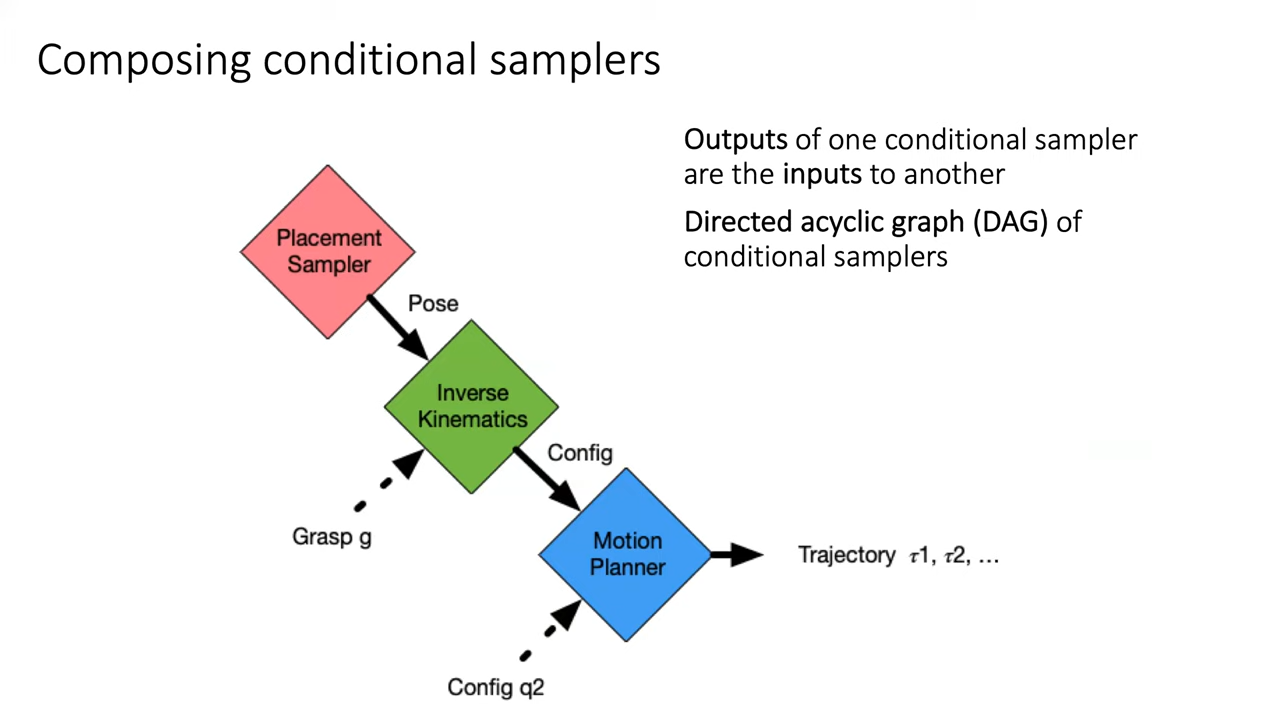 Composing conditional samplers
Outputs of one conditional sampler
are the inputs to another
Directed acyclic graph (DAG) of
conditional samplers
Placement
Sampler
Pose
Inverse
Kinematics
Config
Grasp g
Motion
Planner
Trajectory τ1, τ2, ...
Config q2